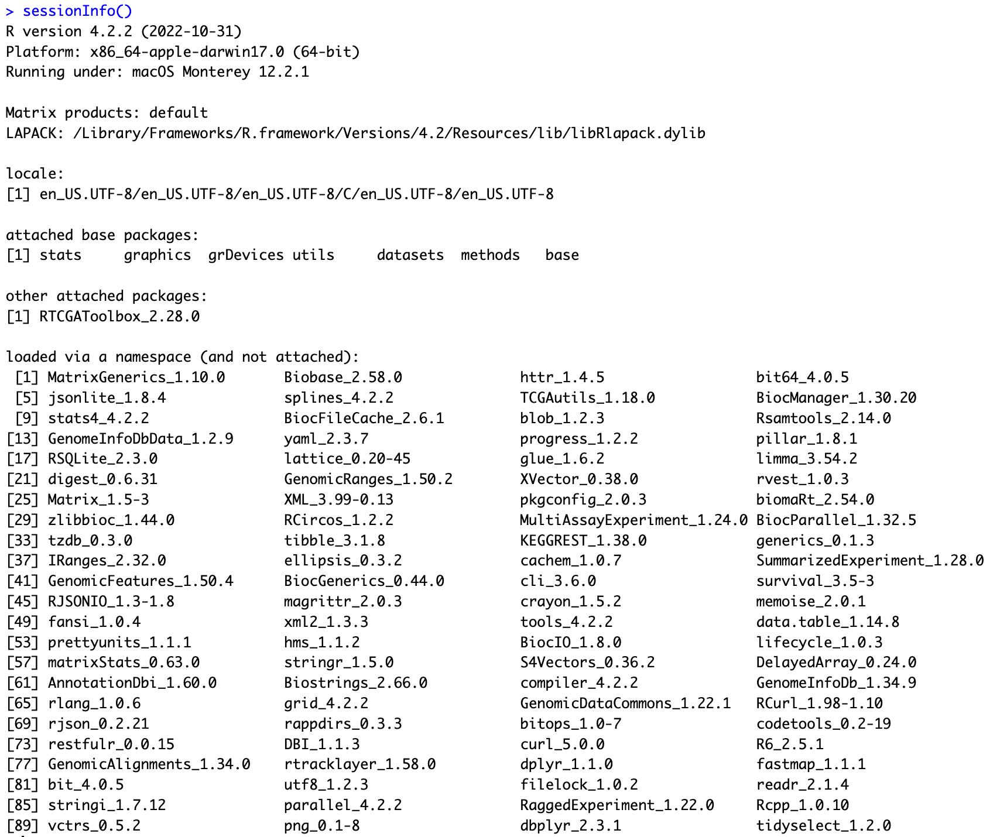 > sessionInfo()
R version 4.2.2 (2022-10-31)
Platform: x86_64-apple-darwin17.0 (64-bit)
Running under: macOS Monterey 12.2.1

Matrix products: default
LAPACK: /Library/Frameworks/R.framework/Versions/4.2/Resources/lib/libRlapack.dylib

locale:
[1] en_US.UTF-8/en_US.UTF-8/en_US.UTF-8/C/en_US.UTF-8/en_US.UTF-8

attached base packages:
[1] stats     graphics  grDevices utils     datasets  methods   base

other attached packages:
[1] RTCGAToolbox_2.28.0

loaded via a namespace (and not attached):
 [1] MatrixGenerics_1.10.0       Biobase_2.58.0              httr_1.4.5                  bit64_4.0.5
 [5] jsonlite_1.8.4              splines_4.2.2               TCGAutils_1.18.0            BiocManager_1.30.20
 [9] stats4_4.2.2                BiocFileCache_2.6.1         blob_1.2.3                  Rsamtools_2.14.0
[13] GenomeInfoDbData_1.2.9      yaml_2.3.7                  progress_1.2.2              pillar_1.8.1
[17] RSQLite_2.3.0               lattice_0.20-45             glue_1.6.2                  limma_3.54.2
[21] digest_0.6.31               GenomicRanges_1.50.2        XVector_0.38.0              rvest_1.0.3
[25] Matrix_1.5-3                XML_3.99-0.13               pkgconfig_2.0.3             biomaRt_2.54.0
[29] zlibbioc_1.44.0             RCircos_1.2.2               MultiAssayExperiment_1.24.0 BiocParallel_1.32.5
[33] tzdb_0.3.0                  tibble_3.1.8                KEGGREST_1.38.0             generics_0.1.3
[37] IRanges_2.32.0              ellipsis_0.3.2              cachem_1.0.7                SummarizedExperiment_1.28.0
[41] GenomicFeatures_1.50.4      BiocGenerics_0.44.0         cli_3.6.0                   survival_3.5-3
[45] RJSONIO_1.3-1.8             magrittr_2.0.3              crayon_1.5.2                memoise_2.0.1
[49] fansi_1.0.4                 xml2_1.3.3                  tools_4.2.2                 data.table_1.14.8
[53] prettyunits_1.1.1           hms_1.1.2                   BiocIO_1.8.0                lifecycle_1.0.3
[57] matrixStats_0.63.0          stringr_1.5.0               S4Vectors_0.36.2            DelayedArray_0.24.0
[61] AnnotationDbi_1.60.0        Biostrings_2.66.0           compiler_4.2.2              GenomeInfoDb_1.34.9
[65] rlang_1.0.6                 grid_4.2.2                  GenomicDataCommons_1.22.1   RCurl_1.98-1.10
[69] rjson_0.2.21                rappdirs_0.3.3              bitops_1.0-7                codetools_0.2-19
[73] restfulr_0.0.15             DBI_1.1.3                   curl_5.0.0                  R6_2.5.1
[77] GenomicAlignments_1.34.0    rtracklayer_1.58.0          dplyr_1.1.0                 fastmap_1.1.1
[81] bit_4.0.5                   utf8_1.2.3                  filelock_1.0.2              readr_2.1.4
[85] stringi_1.7.12              parallel_4.2.2              RaggedExperiment_1.22.0     Rcpp_1.0.10
[89] vctrs_0.5.2                 png_0.1-8                   dbplyr_2.3.1                tidyselect_1.2.0